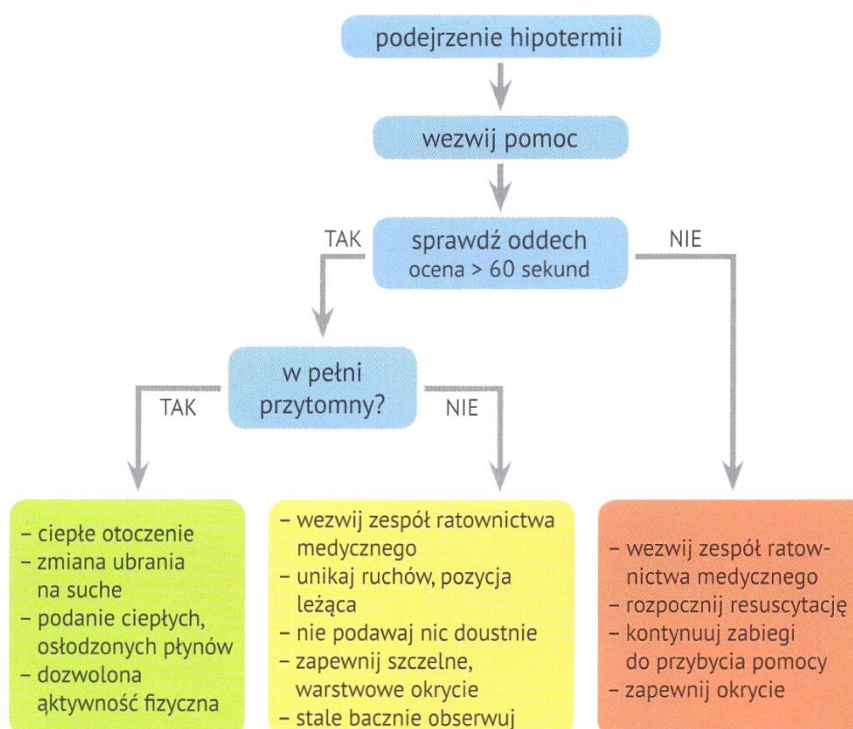 podejrzenie hipotermii
wezwij pomoc
sprawdź oddech
ocena > 60 sekund
TAK
NIE
w pełni
przytomny?
TAK
NIE
– ciepłe otoczenie
– zmiana ubrania
na suche
– podanie ciepłych,
osłodzonych płynów
– dozwolona
ąktywność fizyczna
– wezwij zespół ratownictwa
medycznego
– unikaj ruchów, pozycja
leżąca
– nie podawaj nic doustnie
– zapewnij szczelne,
warstwowe okrycie
– stale bacznie obserwuj
– wezwij zespół ratow-
nictwa medycznego
– rozpocznij resuscytację
– kontynuuj zabiegi
do przybycia pomocy
– zapewnij okrycie